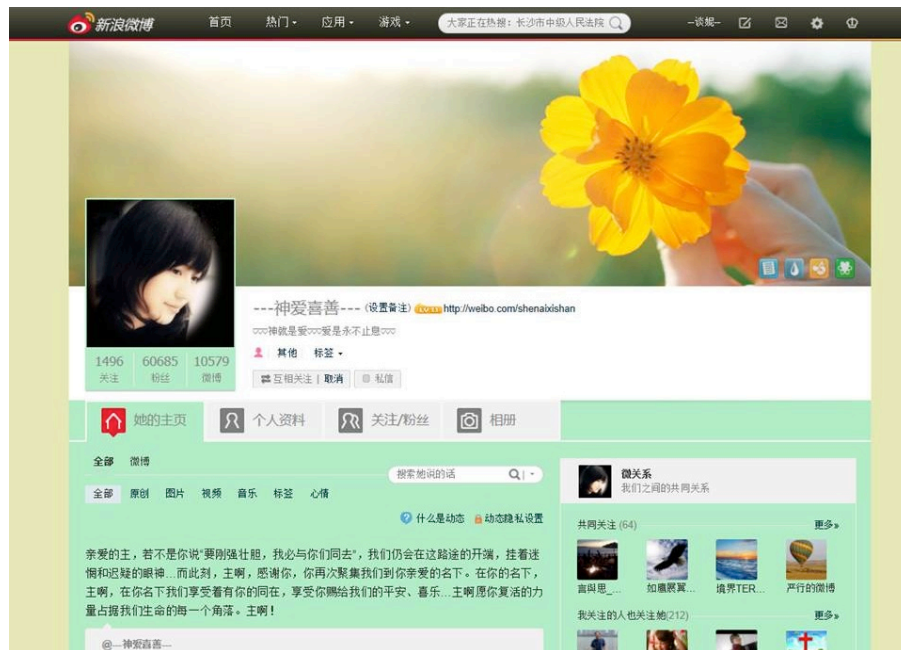 新浪微博 首页 热门 应用 游戏 大家正在热搜：长沙市中级人民法院 --谈妮--
---神爱喜善--- (设置备注) http://weibo.com/shenaixishan
神就是爱 爱是永不止息
其他 标签
1496 60685 10579
关注 粉丝 微博
互相关注 | 取消 私信
她的主页 个人资料 关注/粉丝 相册
全部 微博
搜索她说的话
全部 原创 图片 视频 音乐 标签 心情
什么是动态 动态隐私设置
亲爱的主，若不是你说“要刚强壮胆，我必与你们同去”，我们仍会在这路途的开端，挂着迷
惘和迟疑的眼神...而此刻，主啊，感谢你，你再次聚集我们到你亲爱的名下。在你的名下，
主啊，在你名下我们享受着有你的同在，享受你赐给我们的平安、喜乐...主啊愿你复活的力
量占据我们生命的每一个角落。主啊！
@---神爱喜善---
微关系
我们之间的共同关系
共同关注 (64) 更多»
言與思_... 如鷹展翼... 境界TER... 严行的微博
我关注的人也关注她(212) 更多»